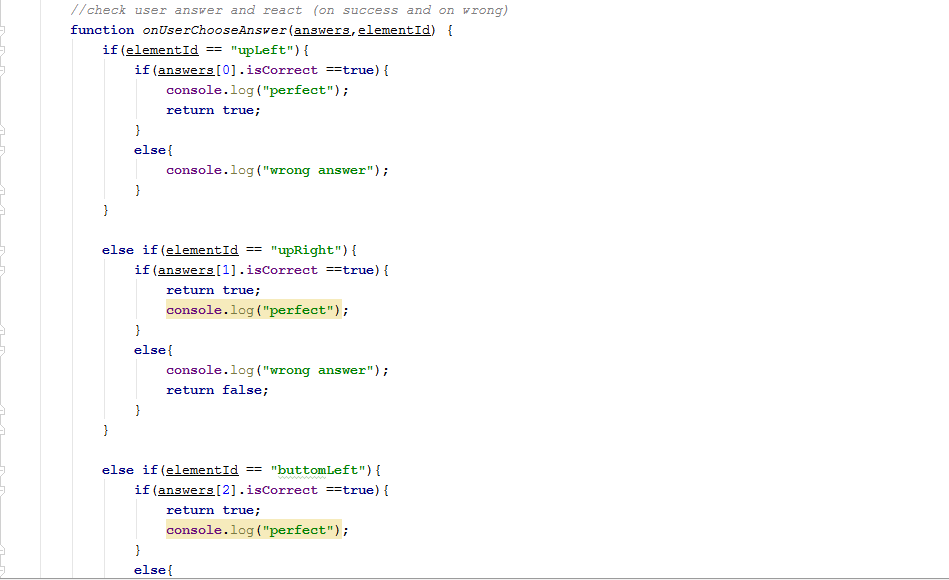 //check user answer and react (on success and on wrong)
function onUserChooseAnswer(answers,elementId) {
if(elementId == "upLeft"){
if(answers[0].isCorrect ==true){
console.log("perfect");
return true;
}
else{
console.log("wrong answer");
}
}
else if(elementId == "upRight"){
if(answers[1].isCorrect ==true){
return true;
console.log("perfect");
}
else{
console.log("wrong answer");
return false;
}
}
else if(elementId == "buttomLeft"){
if(answers[2].isCorrect ==true){
return true;
console.log("perfect");
}
else{